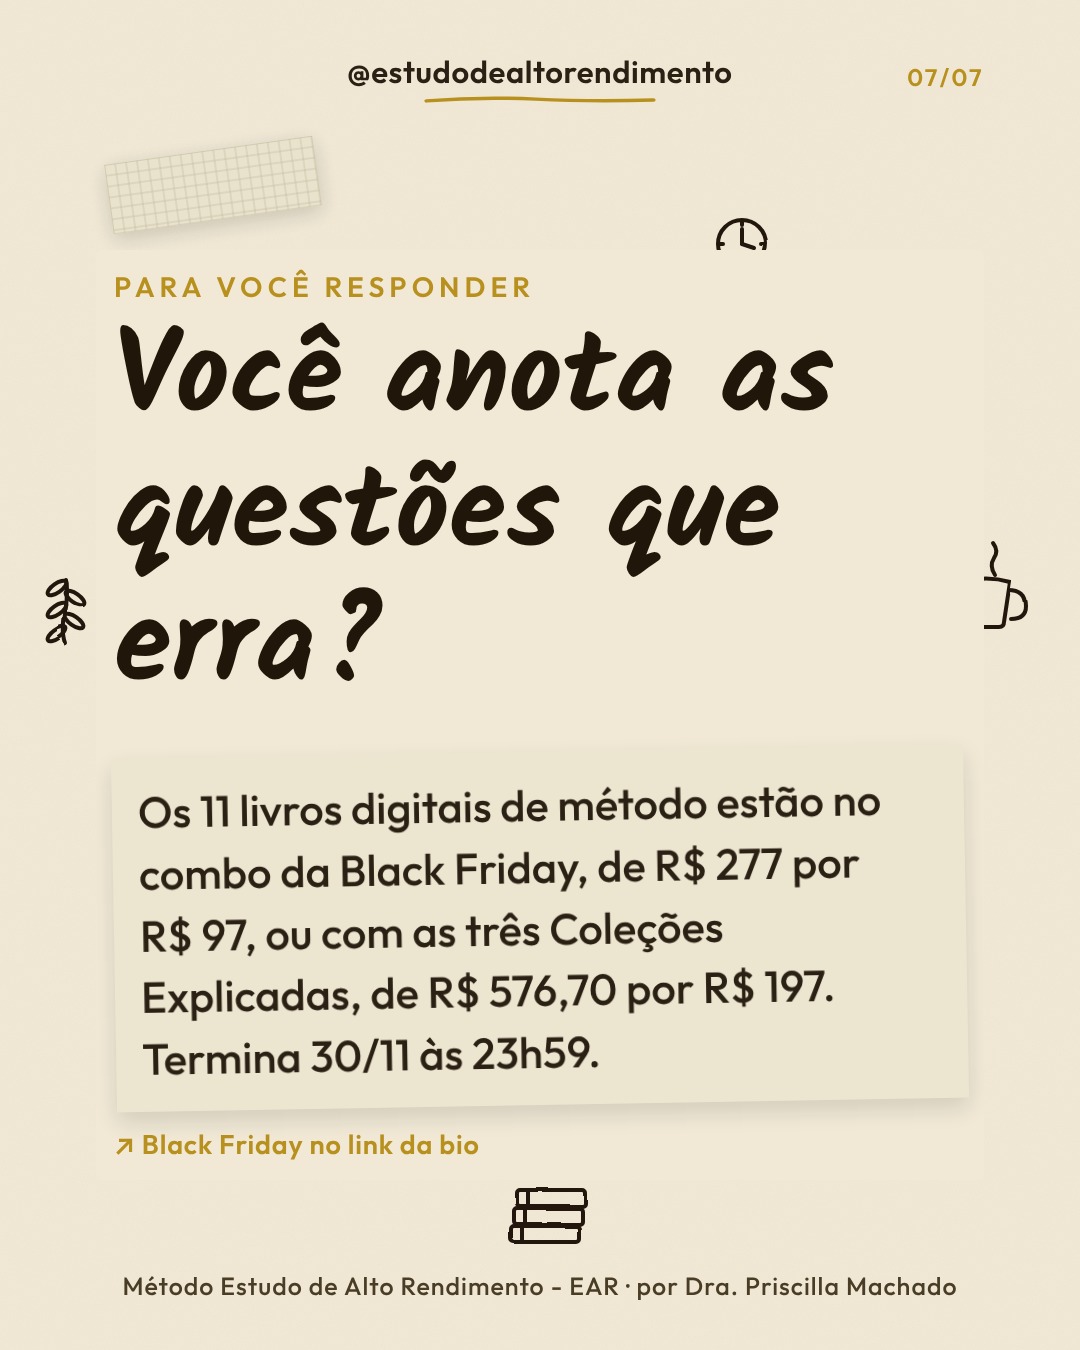 @estudodealtorendimento
07/07
PARA VOCÊ RESPONDER
Você anota as
questões que
erra?
Os 11 livros digitais de método estão no
combo da Black Friday, de R$ 277 por
R$ 97, ou com as três Coleções
Explicadas, de R$ 576,70 por R$ 197.
Termina 30/11 às 23h59.
↗ Black Friday no link da bio
Método Estudo de Alto Rendimento - EAR · por Dra. Priscilla Machado